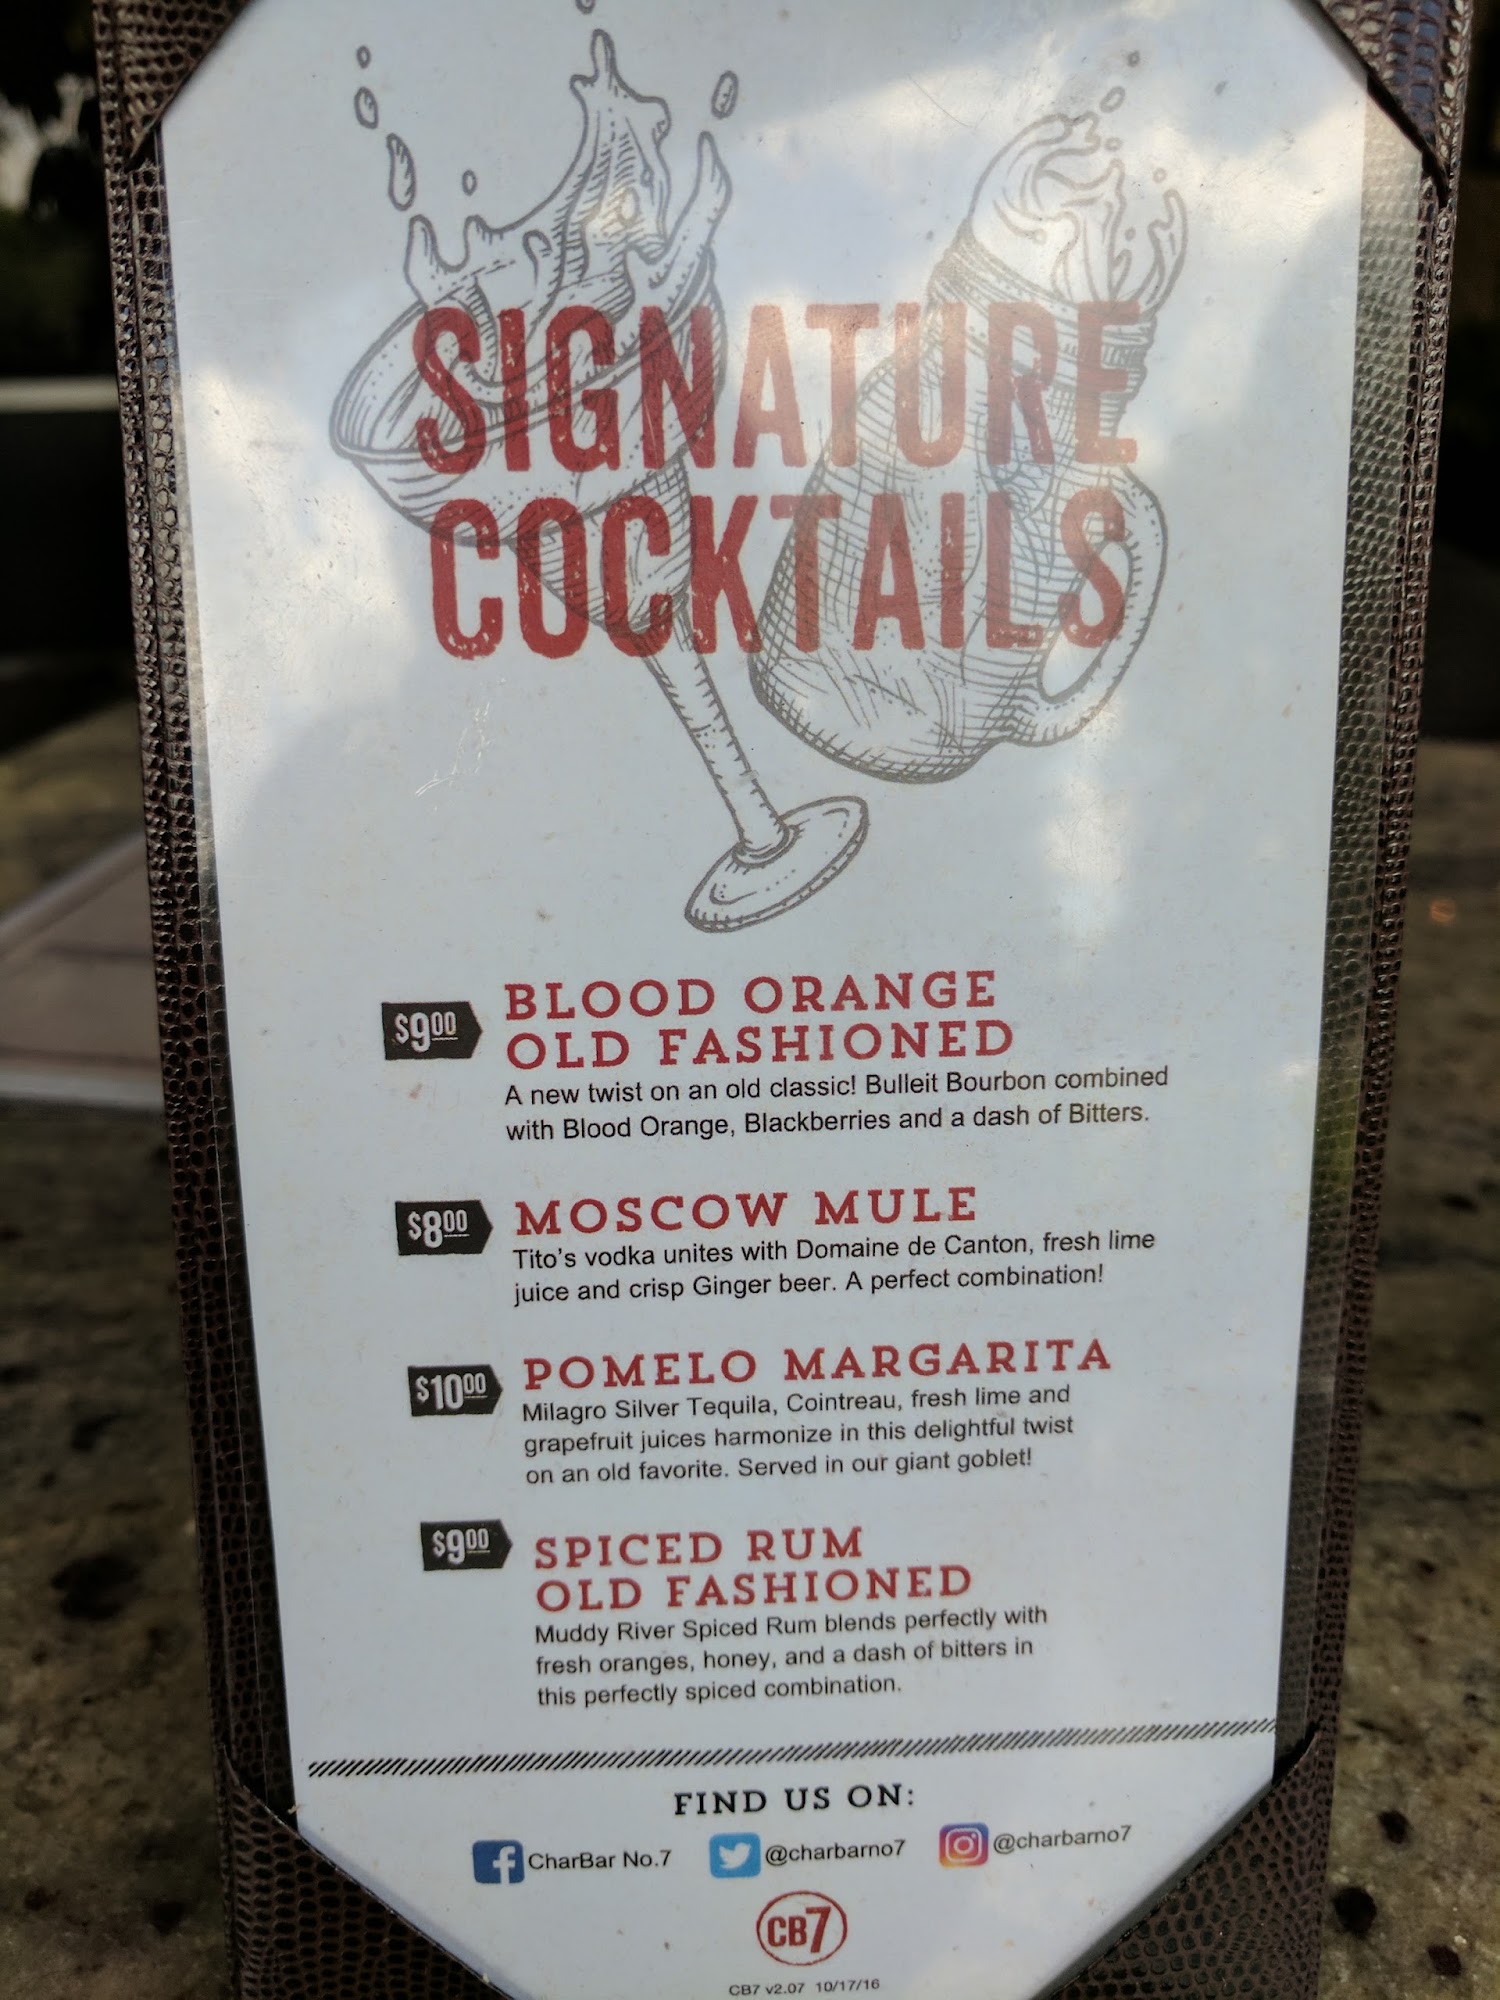 SIGNATURE
COCKTAILS
$9.00
BLOOD ORANGE
OLD FASHIONED
A new twist on an old classic! Bulleit Bourbon combined
with Blood Orange, Blackberries and a dash of Bitters.
$8.00
MOSCOW MULE
Tito's vodka unites with Domaine de Canton, fresh lime
juice and crisp Ginger beer. A perfect combination!
$10.00
POMELO MARGARITA
Milagro Silver Tequila, Cointreau, fresh lime and
grapefruit juices harmonize in this delightful twist
on an old favorite. Served in our giant goblet!
$9.00
SPICED RUM
OLD FASHIONED
Muddy River Spiced Rum blends perfectly with
fresh oranges, honey, and a dash of bitters in
this perfectly spiced combination.
FIND US ON:
CharBar No.7 @charbarno7 @charbarno7
CB7
CB7 v2.07 10/17/16